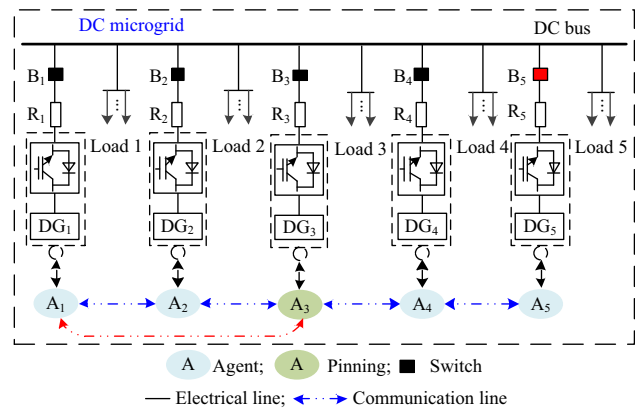 DC microgrid DC bus
B₁ B₂ B₃ B₄ B₅
R₁ R₂ R₃ R₄ R₅
Load 1 Load 2 Load 3 Load 4 Load 5
DG₁ DG₂ DG₃ DG₄ DG₅
A₁ A₂ A₃ A₄ A₅
A Agent; A Pinning; Switch
Electrical line; Communication line